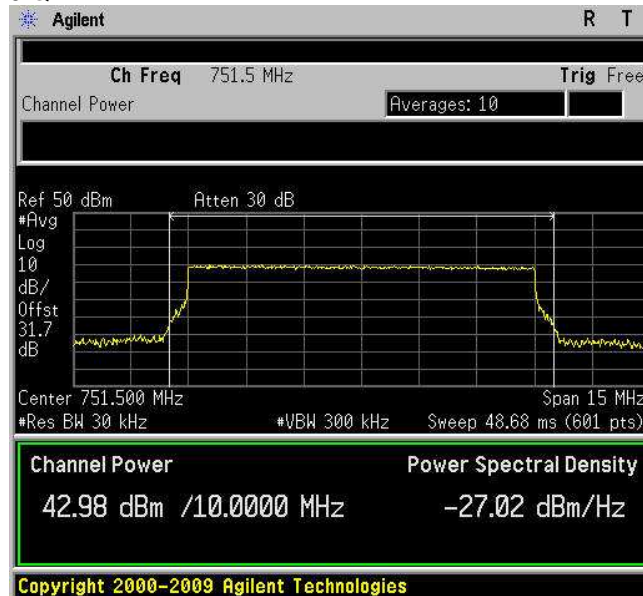 Agilent R T
Ch Freq 751.5 MHz Trig Free
Channel Power Averages: 10
Ref 50 dBm Atten 30 dB
#Avg
Log
10
dB/
Offst
31.7
dB
Center 751.500 MHz Span 15 MHz
#Res BW 30 kHz #VBW 300 kHz Sweep 48.68 ms (601 pts)
Channel Power Power Spectral Density
42.98 dBm /10.0000 MHz -27.02 dBm/Hz
Copyright 2000-2009 Agilent Technologies